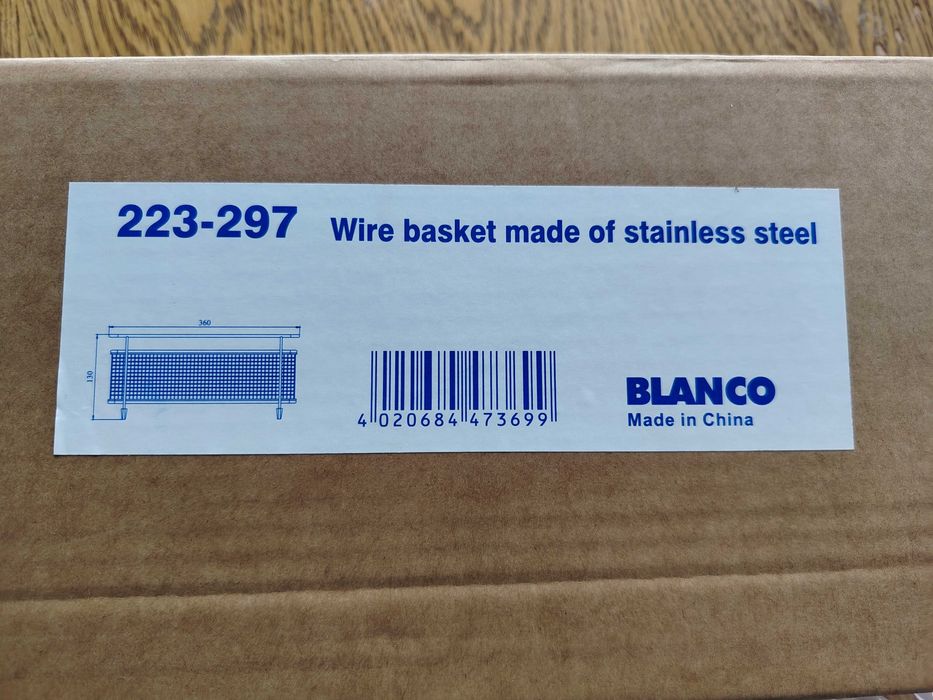 223-297 Wire basket made of stainless steel
360
130
4 020684 473699
BLANCO
Made in China